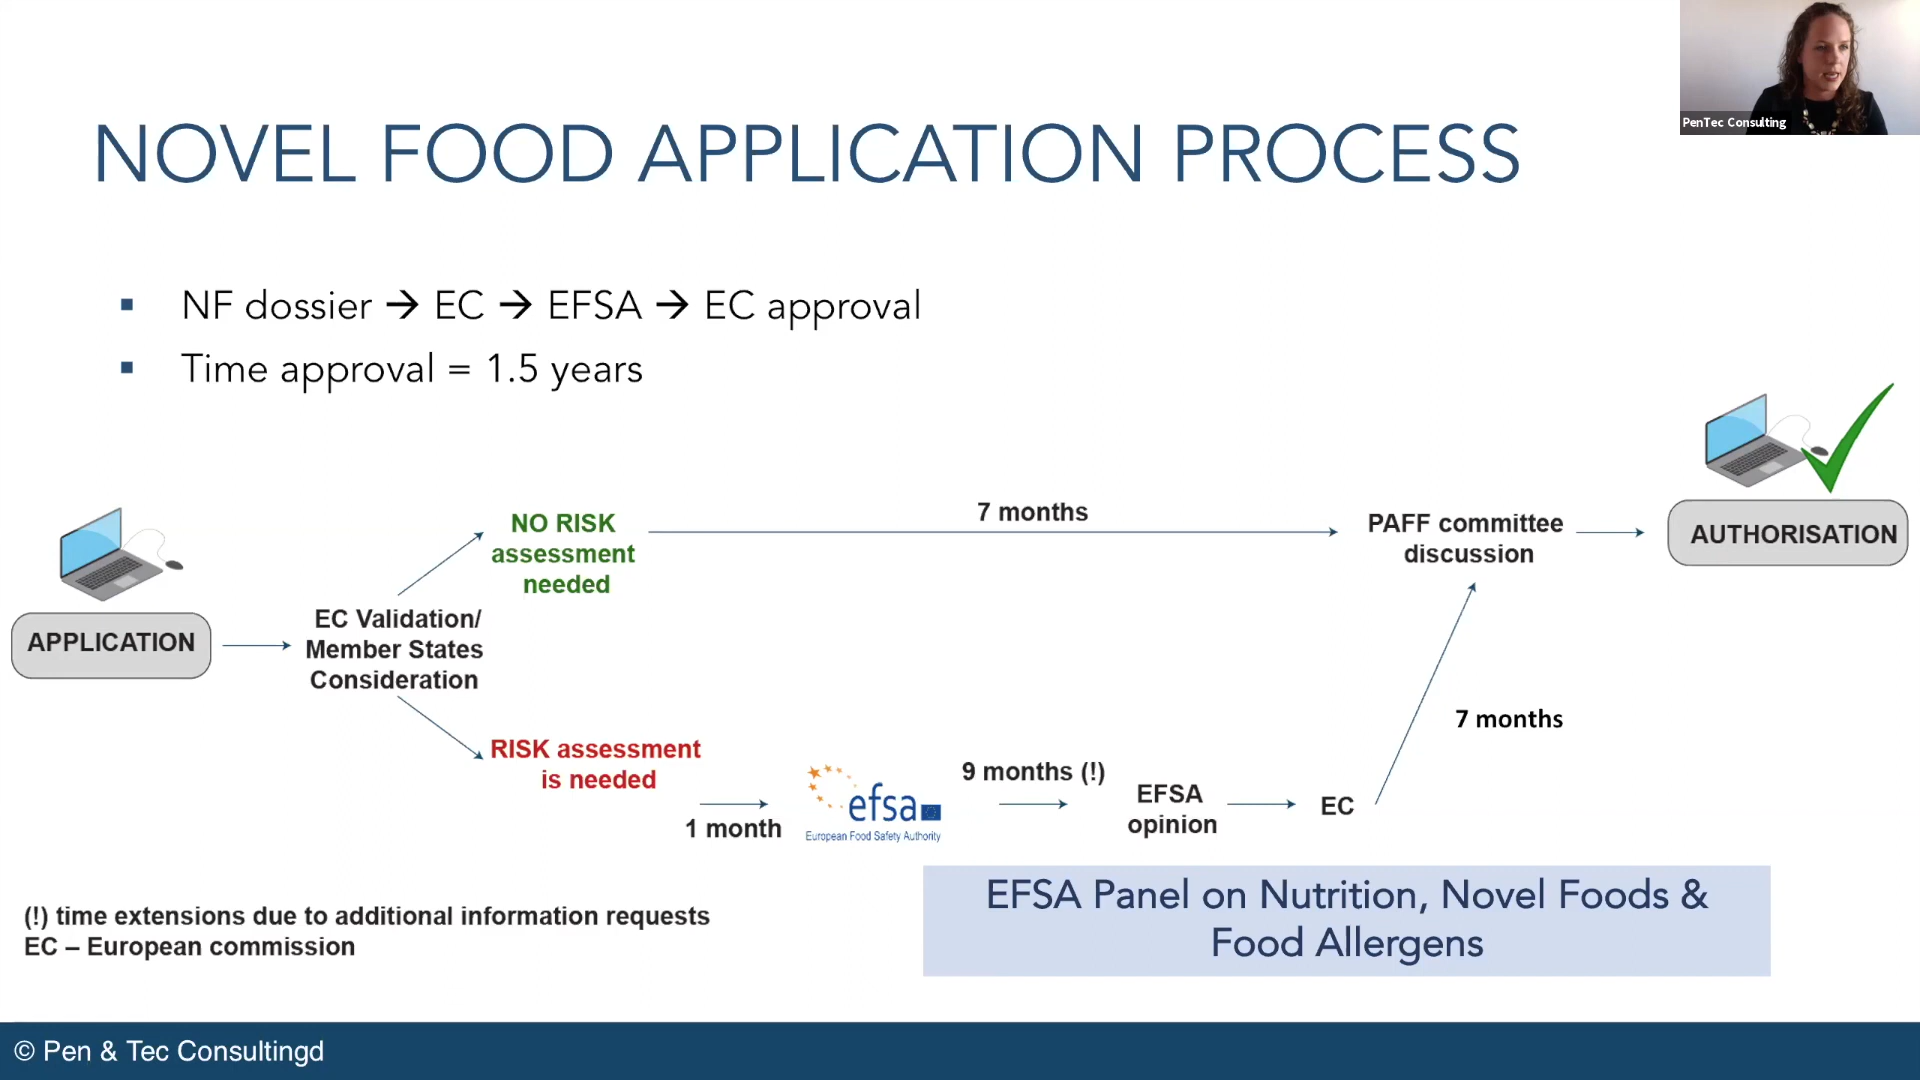 PenTec Consulting
NOVEL FOOD APPLICATION PROCESS
▪ NF dossier → EC → EFSA → EC approval
▪ Time approval = 1.5 years
APPLICATION
EC Validation/
Member States
Consideration
NO RISK
assessment
needed
7 months
PAFF committee
discussion
AUTHORISATION
RISK assessment
is needed
1 month
efsa
European Food Safety Authority
9 months (!)
EFSA
opinion
EC
7 months
EFSA Panel on Nutrition, Novel Foods &
Food Allergens
(!) time extensions due to additional information requests
EC – European commission
© Pen & Tec Consultingd